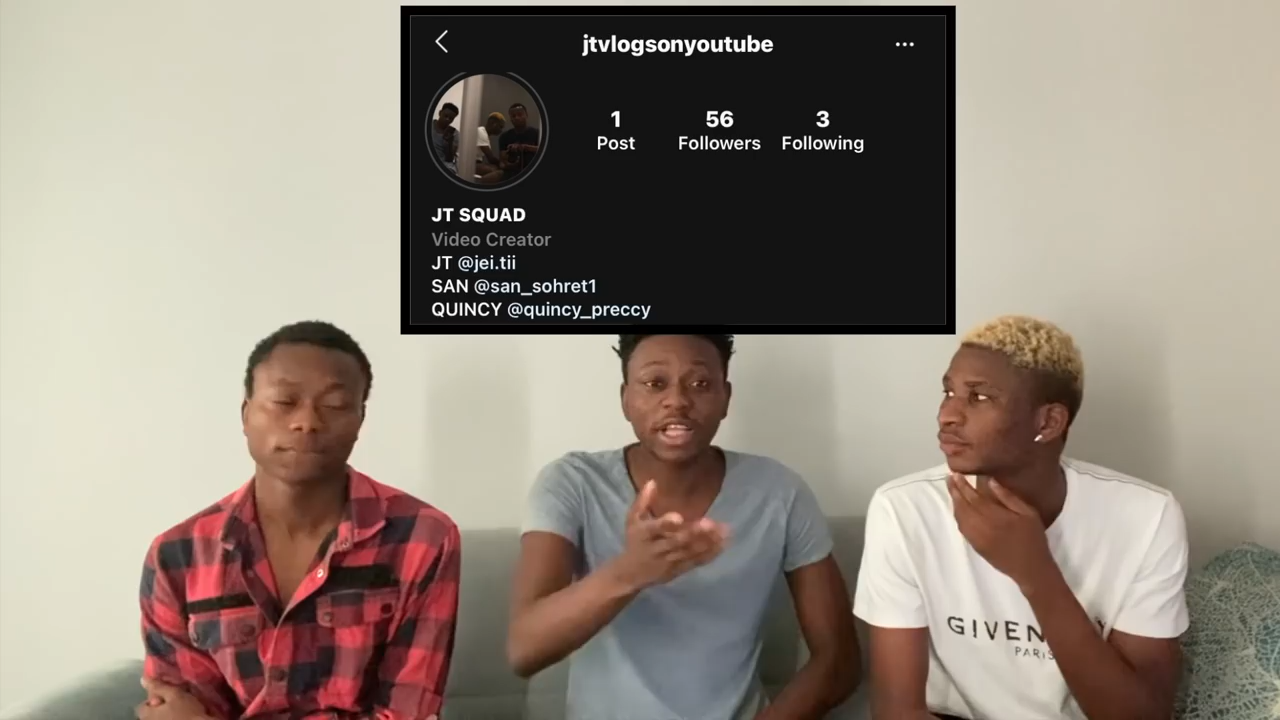 jtvlogsonyoutube
1 56 3
Post Followers Following
JT SQUAD
Video Creator
JT @jei.tii
SAN @san_sohret1
QUINCY @quincy_preccy
PARIS